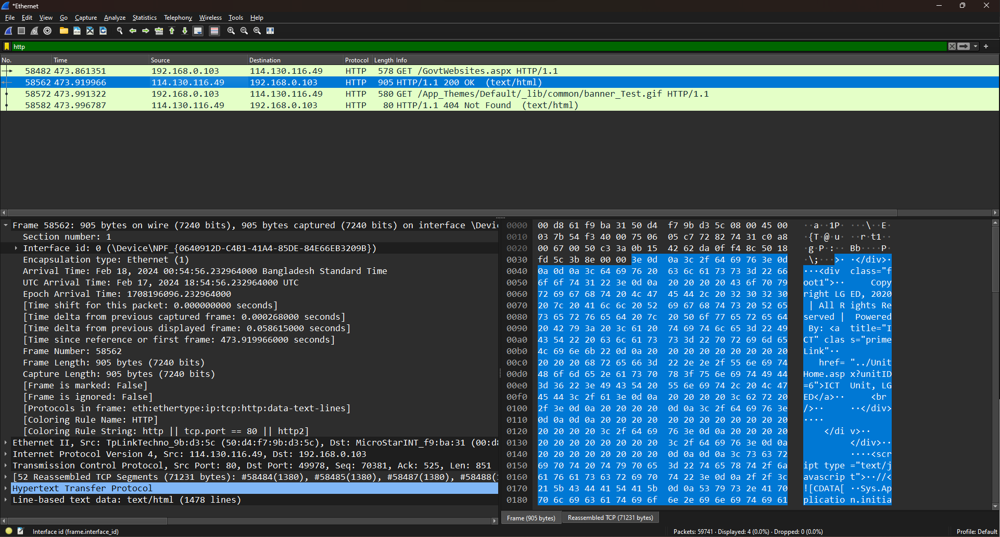 *Ethernet
File Edit View Go Capture Analyze Statistics Telephony Wireless Tools Help
http
No. Time Source Destination Protocol Length Info
58482 473.861351 192.168.0.103 114.130.116.49 HTTP 578 GET /GovtWebsites.aspx HTTP/1.1
58562 473.919966 114.130.116.49 192.168.0.103 HTTP 905 HTTP/1.1 200 OK (text/html)
58572 473.991322 192.168.0.103 114.130.116.49 HTTP 580 GET /App_Themes/Default/_lib/common/banner_Test.gif HTTP/1.1
58582 473.996787 114.130.116.49 192.168.0.103 HTTP 80 HTTP/1.1 404 Not Found (text/html)
Frame 58562: 905 bytes on wire (7240 bits), 905 bytes captured (7240 bits) on interface \Devi
Section number: 1
Interface id: 0 (\Device\NPF_{0640912D-C4B1-41A4-85DE-84E66EB3209B})
Encapsulation type: Ethernet (1)
Arrival Time: Feb 18, 2024 00:54:56.232964000 Bangladesh Standard Time
UTC Arrival Time: Feb 17, 2024 18:54:56.232964000 UTC
Epoch Arrival Time: 1708196096.232964000
[Time shift for this packet: 0.000000000 seconds]
[Time delta from previous captured frame: 0.000268000 seconds]
[Time delta from previous displayed frame: 0.058615000 seconds]
[Time since reference or first frame: 473.919966000 seconds]
Frame Number: 58562
Frame Length: 905 bytes (7240 bits)
Capture Length: 905 bytes (7240 bits)
[Frame is marked: False]
[Frame is ignored: False]
[Protocols in frame: eth:ethertype:ip:tcp:http:data-text-lines]
[Coloring Rule Name: HTTP]
[Coloring Rule String: http || tcp.port == 80 || http2]
Ethernet II, Src: TpLinkTechno_9b:d3:5c (50:d4:f7:9b:d3:5c), Dst: MicroStarINT_f9:ba:31 (00:d8
Internet Protocol Version 4, Src: 114.130.116.49, Dst: 192.168.0.103
Transmission Control Protocol, Src Port: 80, Dst Port: 49978, Seq: 70381, Ack: 525, Len: 851
[52 Reassembled TCP Segments (71231 bytes): #58484(1380), #58485(1380), #58487(1380), #58488(1
Hypertext Transfer Protocol
Line-based text data: text/html (1478 lines)
0000 00 d8 61 f9 ba 31 50 d4 f7 9b d3 5c 08 00 45 00 ··a··1P· ···\··E·
0010 03 7b 54 f3 40 00 75 06 05 c7 72 82 74 31 c0 a8 ·{T·@·u· ··r·t1··
0020 00 67 00 50 c3 3a 0b 15 42 62 da 0f f4 8c 50 18 ·g·P·:·· Bb····P·
0030 fd 5c 3b 8e 00 00 3e 0d 0a 3c 2f 64 69 76 3e 0d ·\;···>· ·</div>·
0040 0a 0d 0a 3c 64 69 76 20 63 6c 61 73 73 3d 22 66 ···<div class="f
0050 6f 6f 74 31 22 3e 0d 0a 20 20 20 20 43 6f 70 79 oot1">·· Copy
0060 72 69 67 68 74 20 4c 47 45 44 2c 20 32 30 32 30 right LG ED, 2020
0070 20 7c 20 41 6c 6c 20 52 69 67 68 74 73 20 52 65 | All R ights Re
0080 73 65 72 76 65 64 20 7c 20 50 6f 77 65 72 65 64 served | Powered
0090 20 42 79 3a 20 3c 61 20 74 69 74 6c 65 3d 22 49 By: <a title="I
00a0 43 54 22 20 63 6c 61 73 73 3d 22 70 72 69 6d 65 CT" clas s="prime
00b0 4c 69 6e 6b 22 0d 0a 20 20 20 20 20 20 20 20 20 Link"··
00c0 20 20 20 68 72 65 66 3d 22 2e 2e 2f 55 6e 69 74 href= "../Unit
00d0 48 6f 6d 65 2e 61 73 70 78 3f 75 6e 69 74 49 44 Home.asp x?unitID
00e0 3d 36 22 3e 49 43 54 20 55 6e 69 74 2c 20 4c 47 =6">ICT Unit, LG
00f0 45 44 3c 2f 61 3e 0d 0a 20 20 20 20 3c 62 72 20 ED</a>·· <br
0100 2f 3e 0d 0a 20 20 20 20 0d 0a 3c 2f 64 69 76 3e />·· ··</div>
0110 0d 0a 0d 0a 20 20 20 20 20 20 20 20 20 20 20 20 ····
0120 20 20 20 20 3c 2f 64 69 76 3e 0d 0a 20 20 20 20 </di v>··
0130 20 20 20 20 20 20 20 20 3c 2f 64 69 76 3e 0d 0a </div>··
0140 20 20 20 20 20 20 20 20 0d 0a 0d 0a 3c 73 63 72 ····<scr
0150 69 70 74 20 74 79 70 65 3d 22 74 65 78 74 2f 6a ipt type ="text/j
0160 61 76 61 73 63 72 69 70 74 22 3e 0d 0a 2f 2f 3c avascrip t">··//<
0170 21 5b 43 44 41 54 41 5b 0d 0a 53 79 73 2e 41 70 ![CDATA[ ··Sys.Ap
0180 70 6c 69 63 61 74 69 6f 6e 2e 69 6e 69 74 69 61 plicatio n.initia
Frame (905 bytes) Reassembled TCP (71231 bytes)
Interface id (frame.interface_id) Packets: 59741 · Displayed: 4 (0.0%) · Dropped: 0 (0.0%) Profile: Default